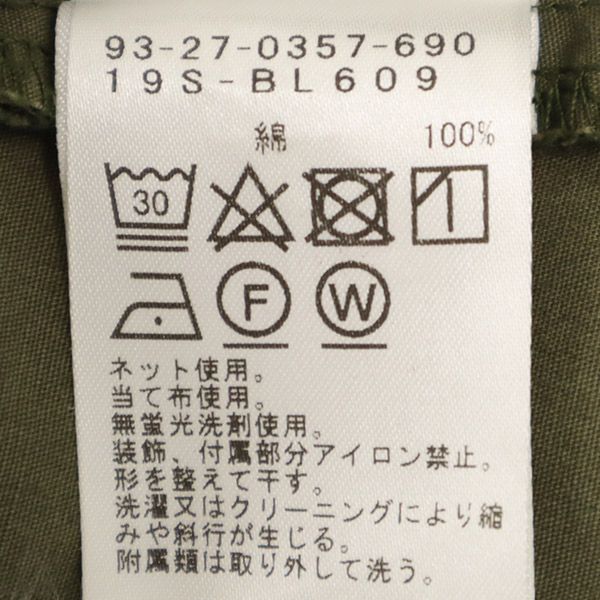 93-27-0357-690
19S-BL609
綿 100%
30
F W
ネット使用。
当て布使用。
無蛍光洗剤使用。
装飾、付属部分アイロン禁止。
形を整えて干す。
洗濯又はクリーニングにより縮
みや斜行が生じる。
附属類は取り外して洗う。